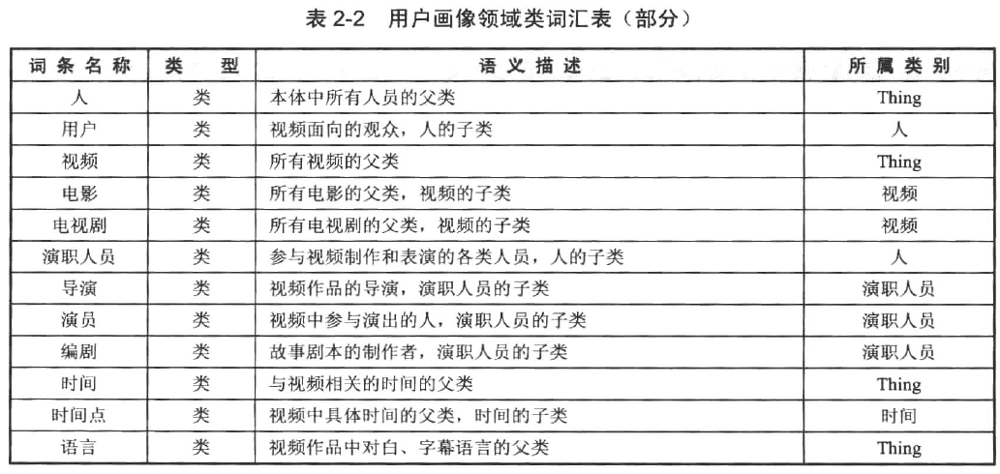 表 2-2 用户画像领域类词汇表（部分）
词条名称 类型 语义描述 所属类别
人 类 本体中所有人员的父类 Thing
用户 类 视频面向的观众，人的子类 人
视频 类 所有视频的父类 Thing
电影 类 所有电影的父类，视频的子类 视频
电视剧 类 所有电视剧的父类，视频的子类 视频
演职人员 类 参与视频制作和表演的各类人员，人的子类 人
导演 类 视频作品的导演，演职人员的子类 演职人员
演员 类 视频中参与演出的人，演职人员的子类 演职人员
编剧 类 故事剧本的制作者，演职人员的子类 演职人员
时间 类 与视频相关的时间的父类 Thing
时间点 类 视频中具体时间的父类，时间的子类 时间
语言 类 视频作品中对白、字幕语言的父类 Thing